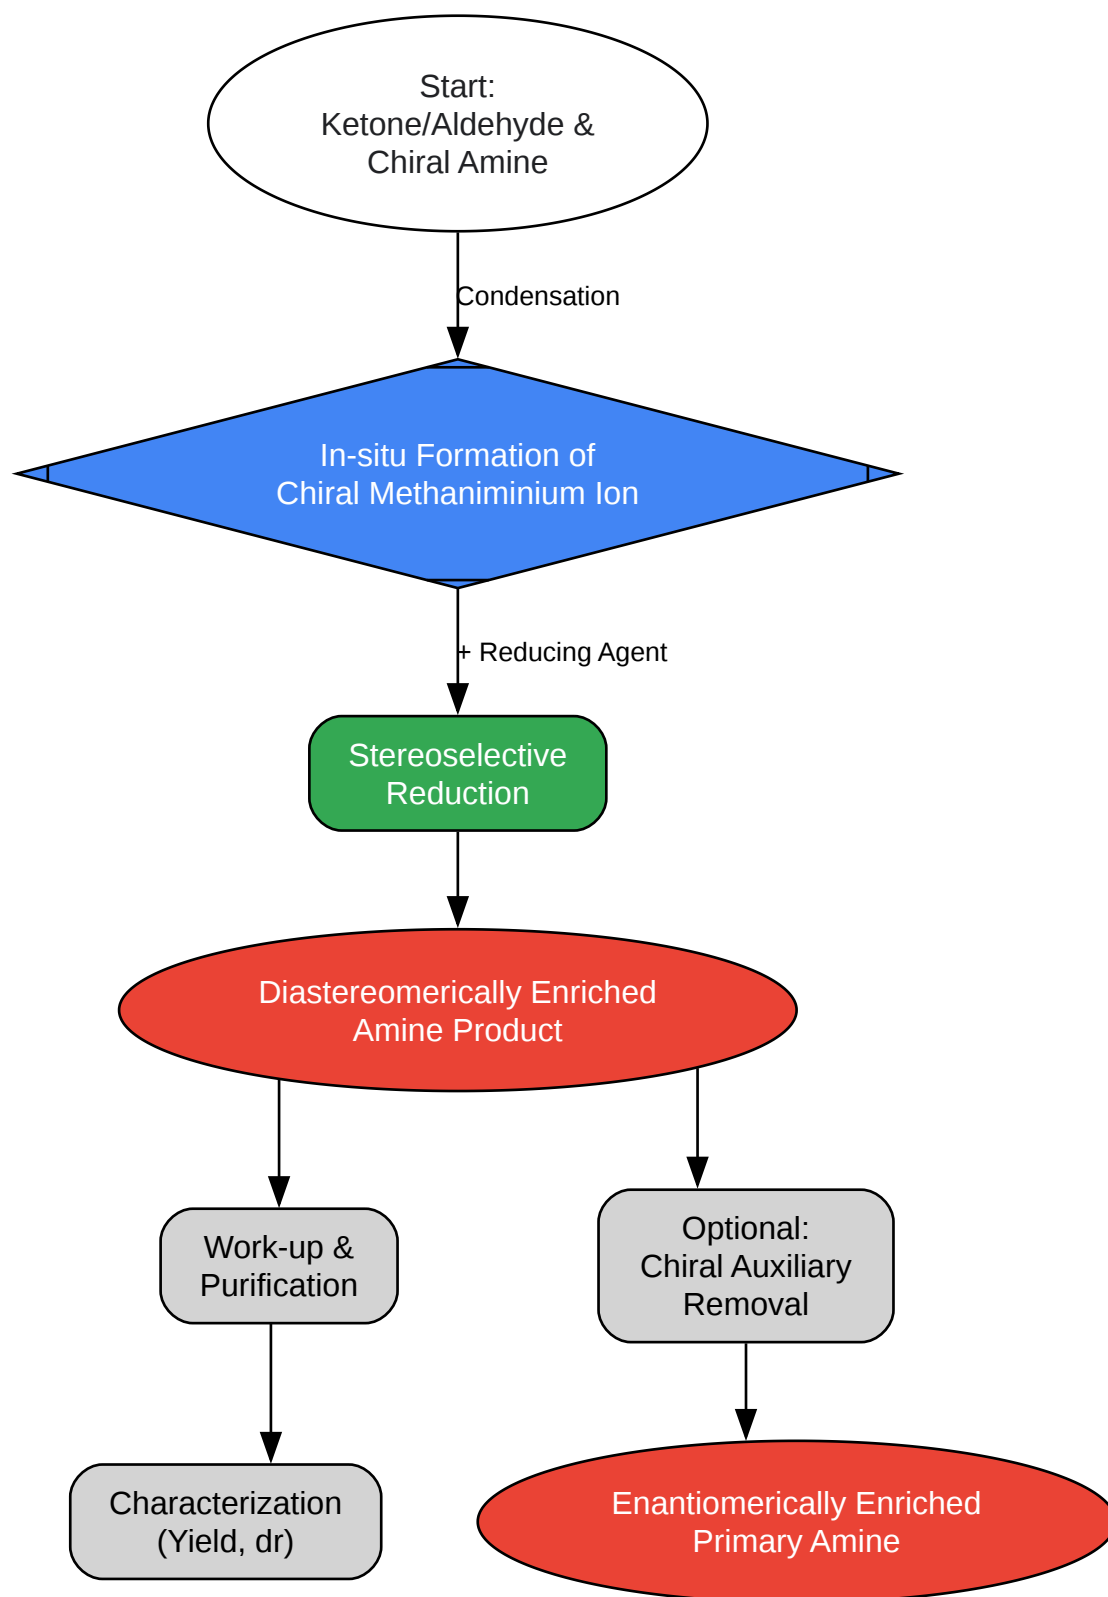 Start:
Ketone/Aldehyde &
Chiral Amine
Condensation
In-situ Formation of
Chiral Methaniminium Ion
+ Reducing Agent
Stereoselective
Reduction
Diastereomerically Enriched
Amine Product
Work-up &
Purification
Optional:
Chiral Auxiliary
Removal
Characterization
(Yield, dr)
Enantiomerically Enriched
Primary Amine